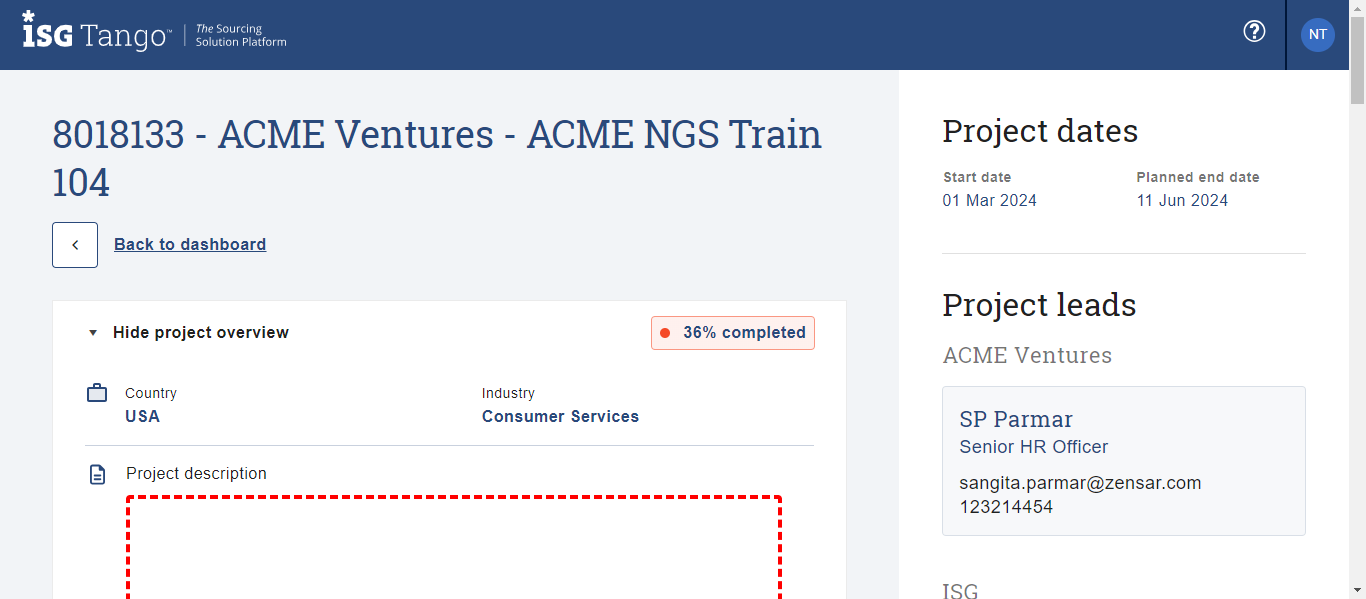 iSG Tango™
The Sourcing
Solution Platform
NT
8018133 - ACME Ventures - ACME NGS Train
104
Back to dashboard
Hide project overview
36% completed
Country
USA
Industry
Consumer Services
Project description
Project dates
Start date
01 Mar 2024
Planned end date
11 Jun 2024
Project leads
ACME Ventures
SP Parmar
Senior HR Officer
sangita.parmar@zensar.com
123214454
ISG